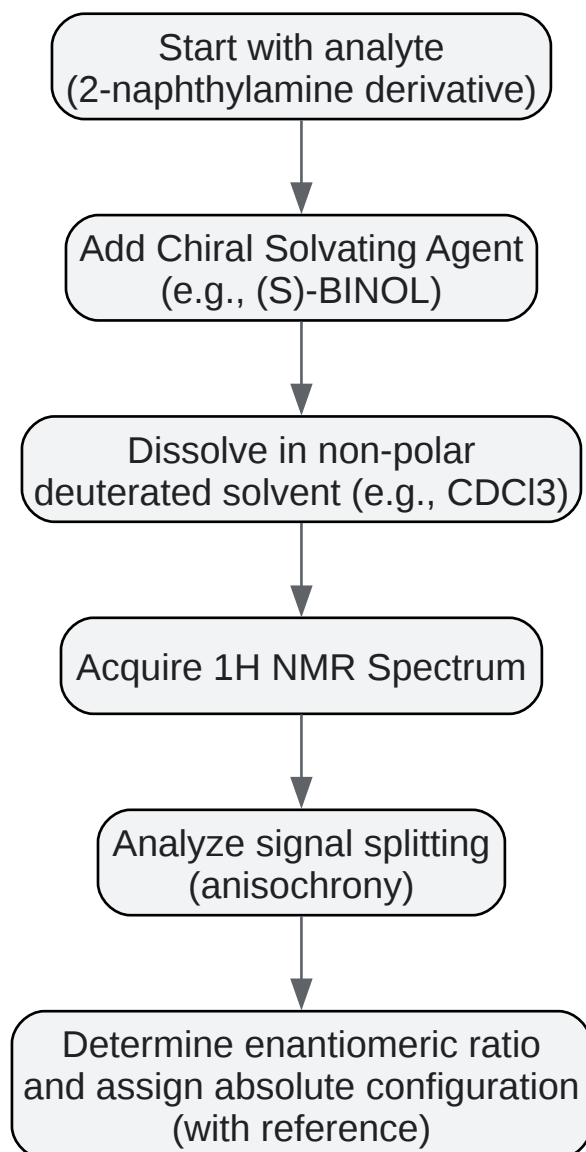 Start with analyte
(2-naphthylamine derivative)
Add Chiral Solvating Agent
(e.g., (S)-BINOL)
Dissolve in non-polar
deuterated solvent (e.g., CDCl3)
Acquire 1H NMR Spectrum
Analyze signal splitting
(anisochrony)
Determine enantiomeric ratio
and assign absolute configuration
(with reference)